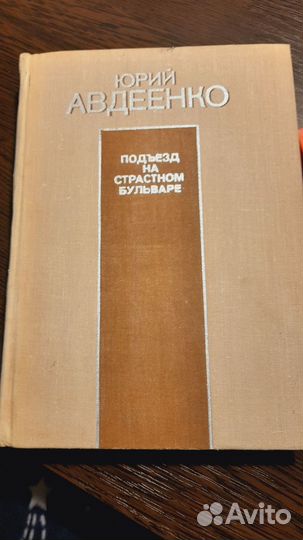 ЮРИЙ
АВДЕЕНКО
ПОДЪЕЗД
НА
СТРАСТНОМ
БУЛЬВАРЕ
Avito